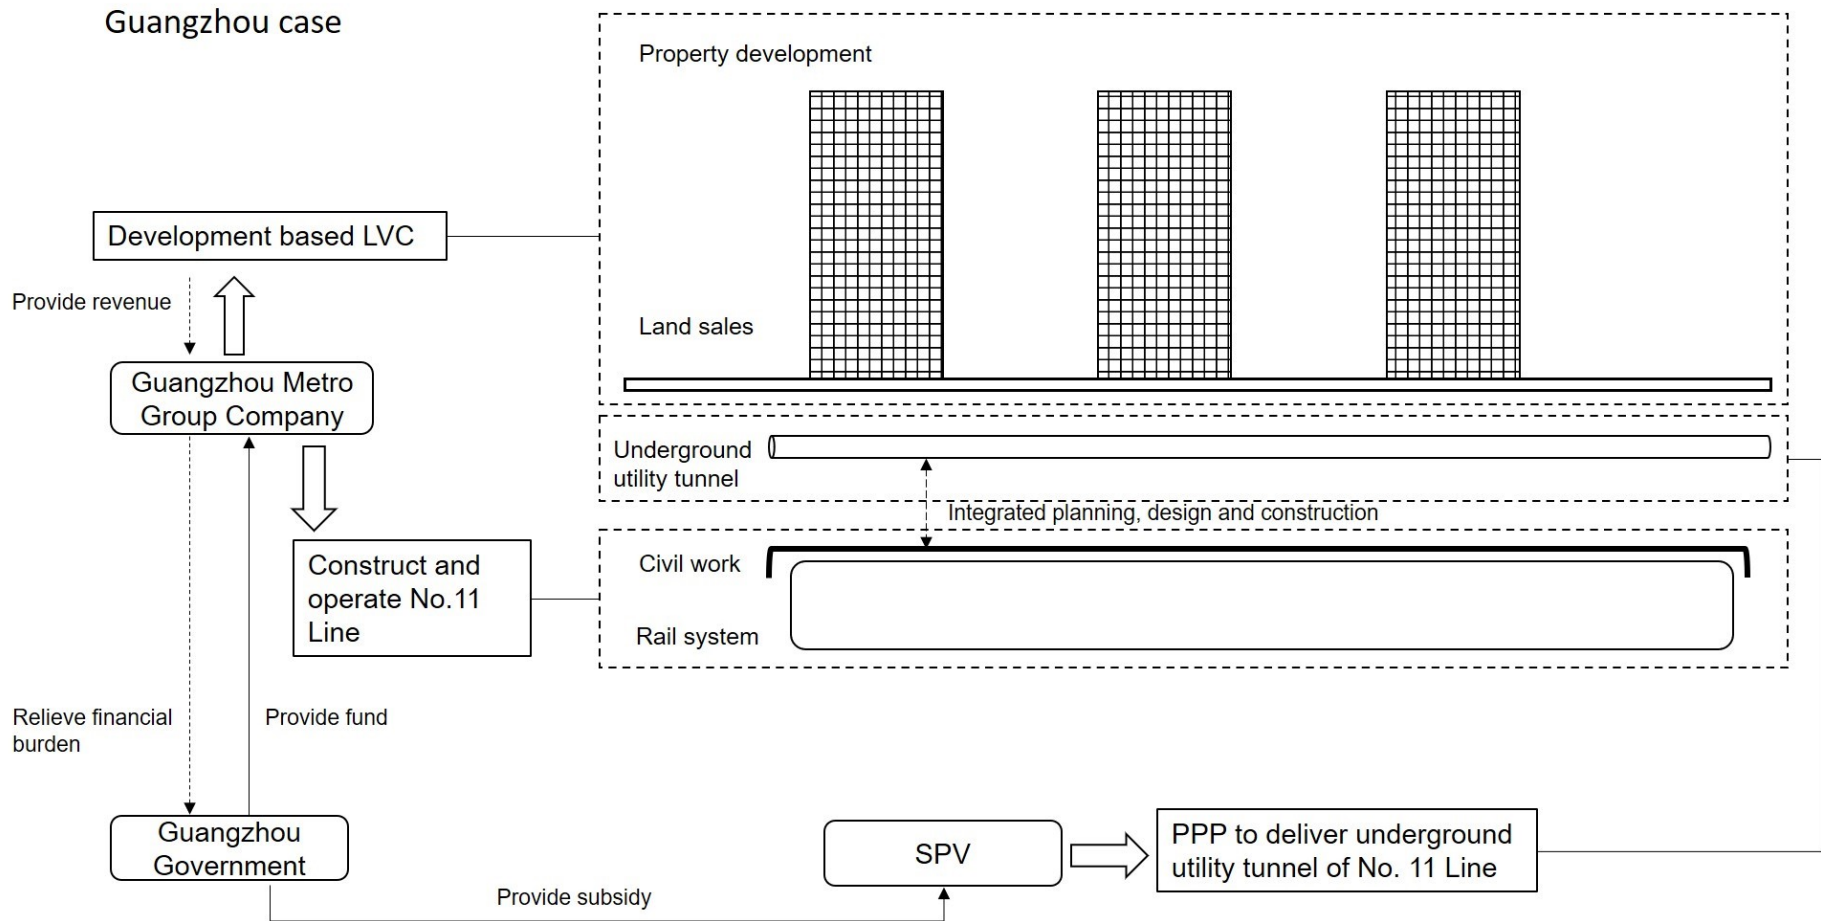 Guangzhou case
Property development
Development based LVC
Provide revenue
Land sales
Guangzhou Metro
Group Company
Underground
utility tunnel
Integrated planning, design and construction
Construct and
operate No.11
Line
Civil work
Rail system
Relieve financial
burden
Provide fund
Guangzhou
Government
SPV
PPP to deliver underground
utility tunnel of No. 11 Line
Provide subsidy